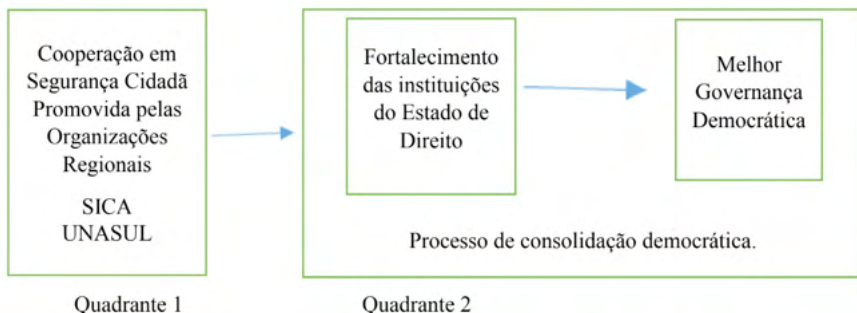 Cooperação em
Segurança Cidadã
Promovida pelas
Organizações
Regionais
SICA
UNASUL
Fortalecimento
das instituições
do Estado de
Direito
Melhor
Governança
Democrática
Processo de consolidação democrática.
Quadrante 1
Quadrante 2